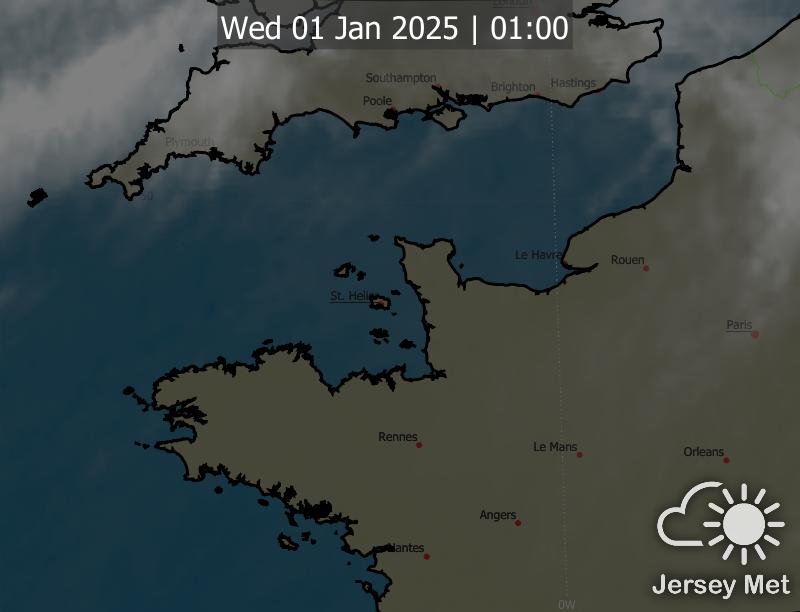 London
Wed 01 Jan 2025 | 01:00
Southampton
Brighton
Hastings
Poole
Plymouth
50
Le Havre
Rouen
St. Helier
Paris
Rennes
Le Mans
Orleans
Angers
Nantes
Jersey Met
0W